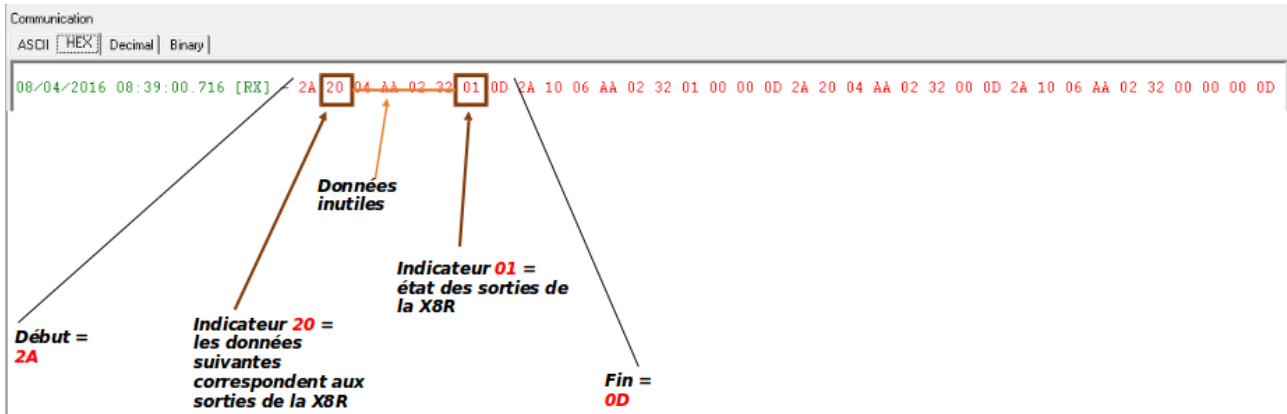 Communication
ASCII HEX Decimal Binary
08/04/2016 08:39:00.716 [RX] - 2A 20 04 AA 02 32 01 0D 2A 10 06 AA 02 32 01 00 00 0D 2A 20 04 AA 02 32 00 0D 2A 10 06 AA 02 32 00 00 00 0D
Données
inutiles
Indicateur 01 =
état des sorties de
la X8R
Début =
2A
Indicateur 20 =
les données
suivantes
correspondent aux
sorties de la X8R
Fin =
0D